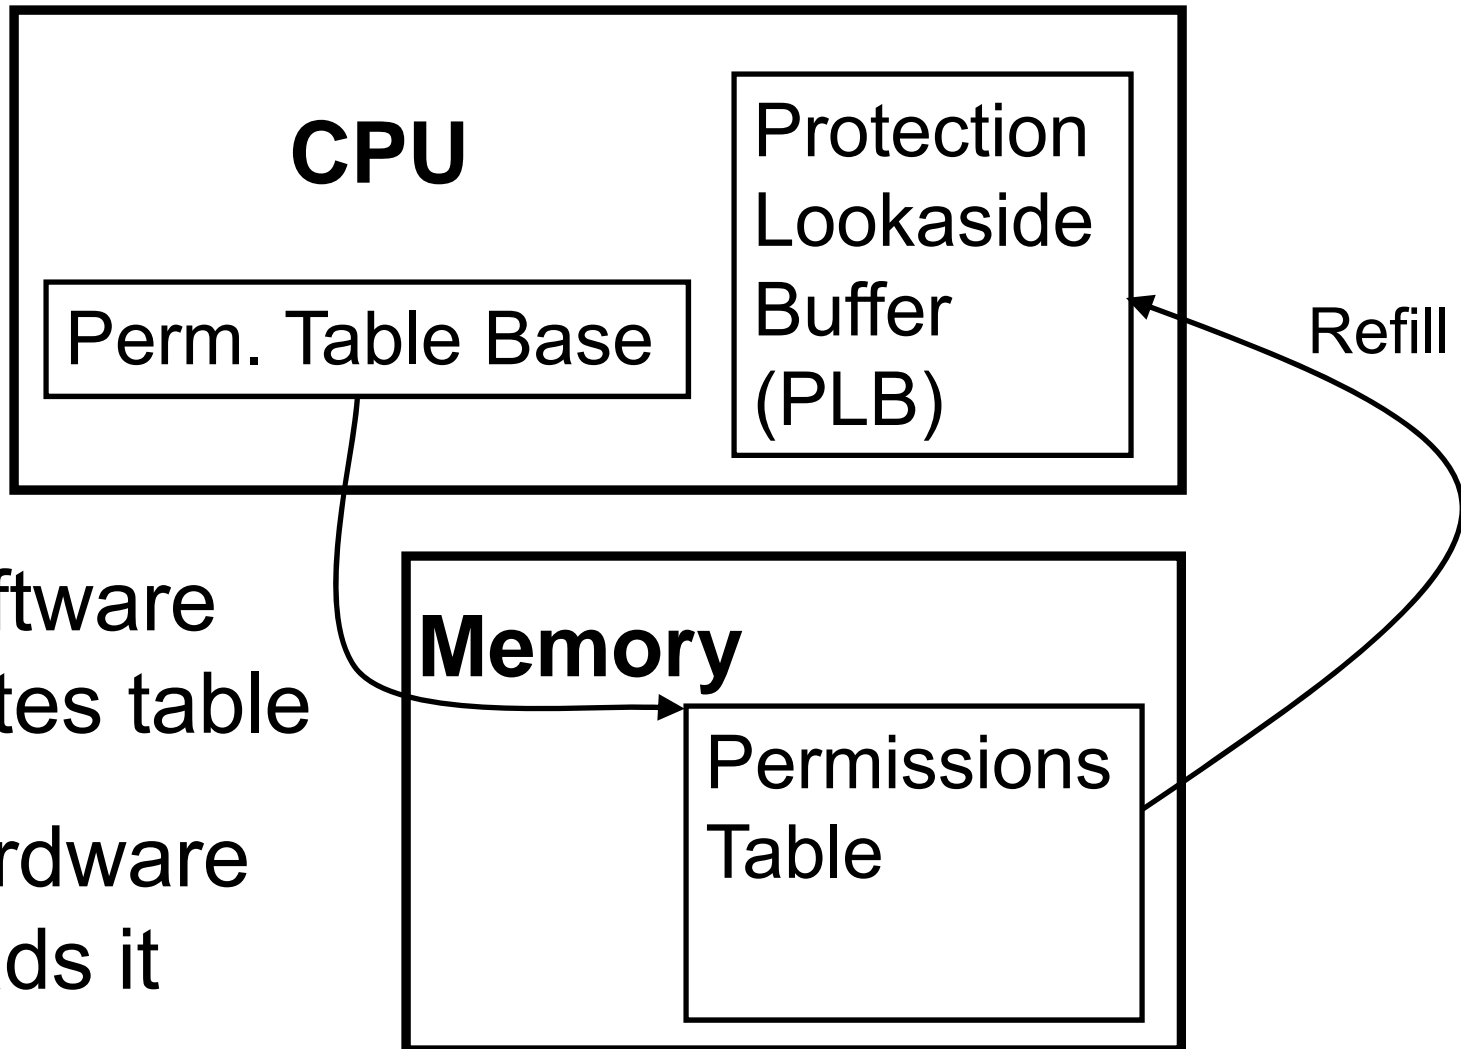 CPU
Perm. Table Base
Protection
Lookaside
Buffer
(PLB)
Refill
ftware
tes table
rdware
ds it
Memory
Permissions
Table